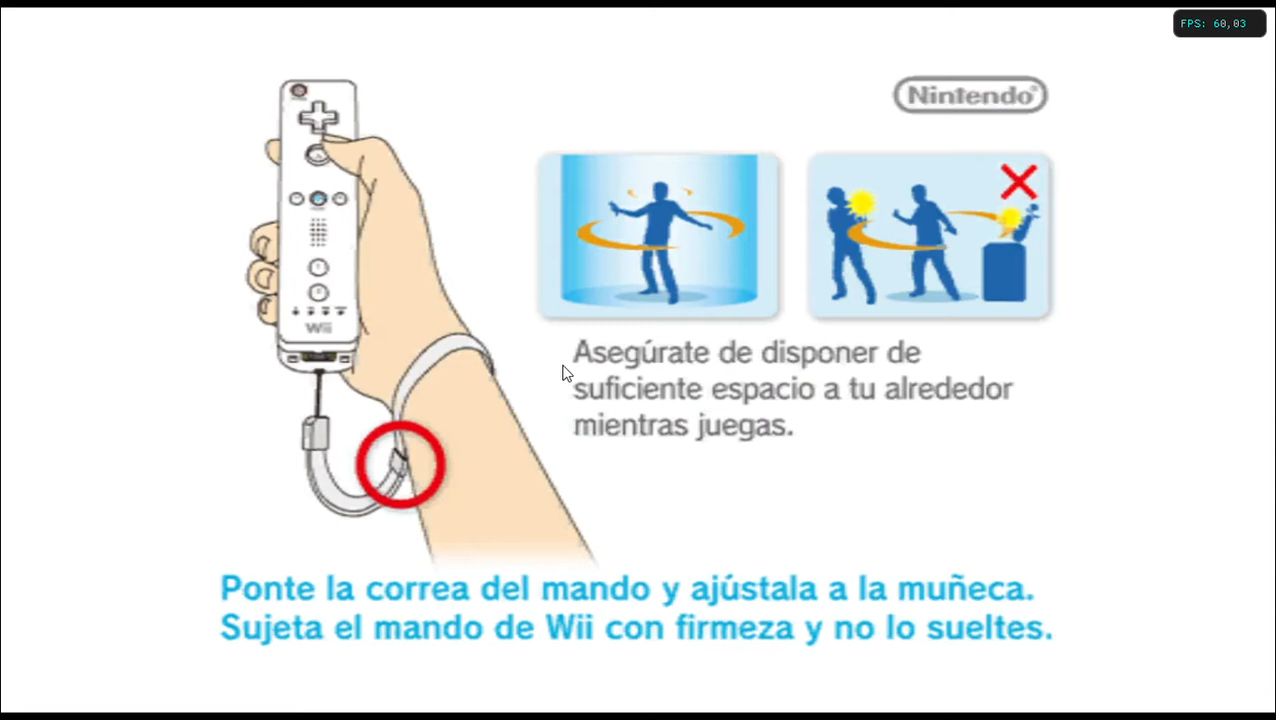 FPS: 60,03
Nintendo®
Wii
Asegúrate de disponer de
suficiente espacio a tu alrededor
mientras juegas.
Ponte la correa del mando y ajústala a la muñeca.
Sujeta el mando de Wii con firmeza y no lo sueltes.